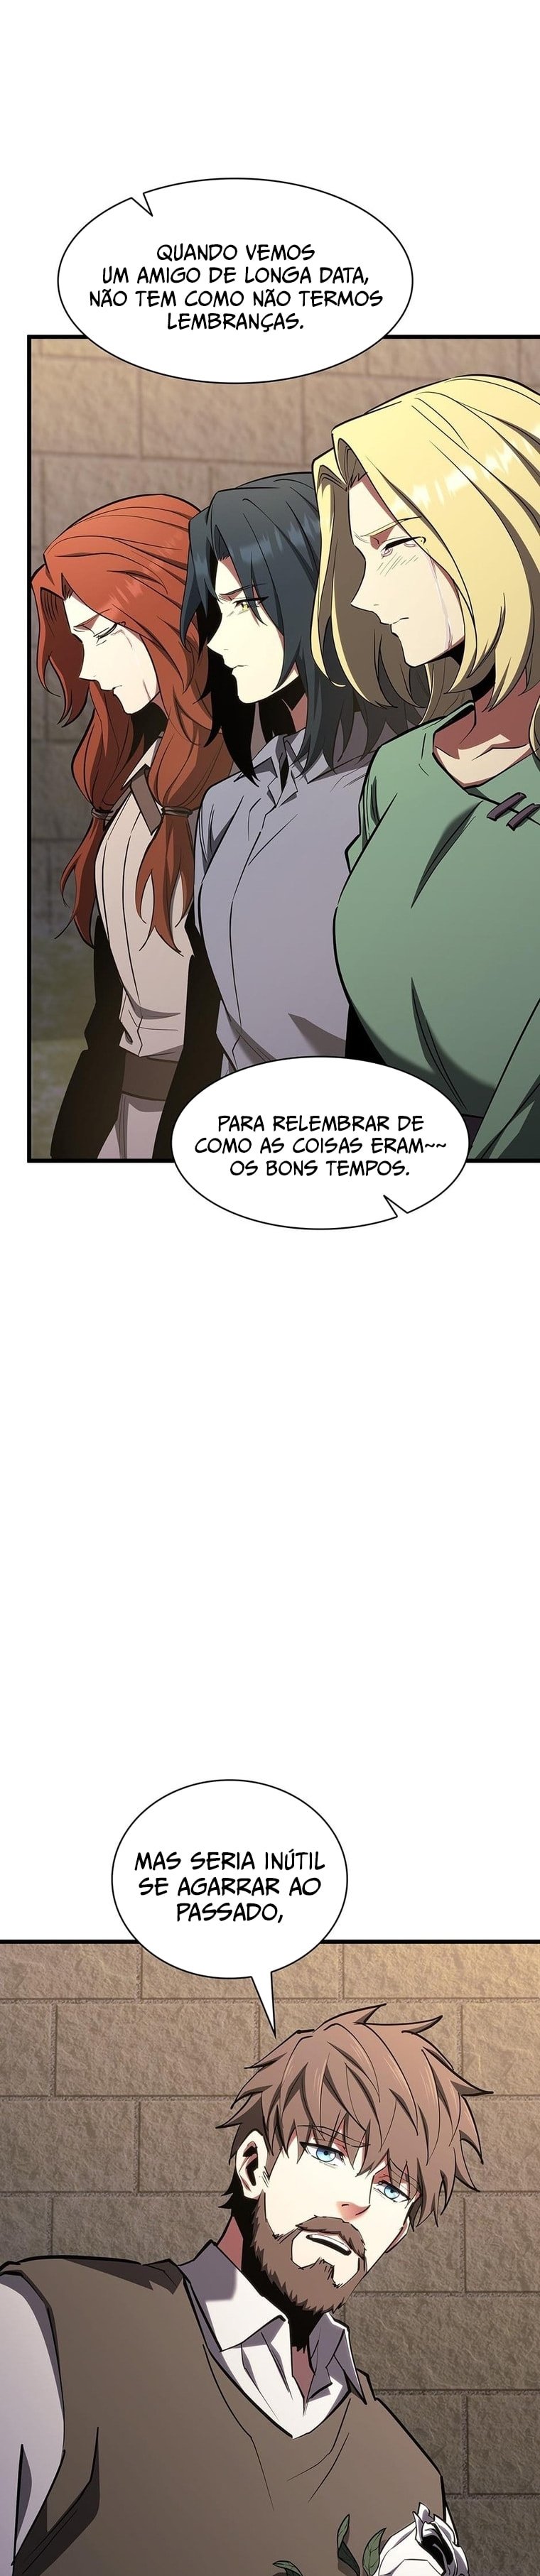 QUANDO VEMOS
UM AMIGO DE LONGA DATA,
NÃO TEM COMO NÃO TERMOS
LEMBRANÇAS.
PARA RELEMBRAR DE
COMO AS COISAS ERAM~~
OS BONS TEMPOS.
MAS SERIA INÚTIL
SE AGARRAR AO
PASSADO,